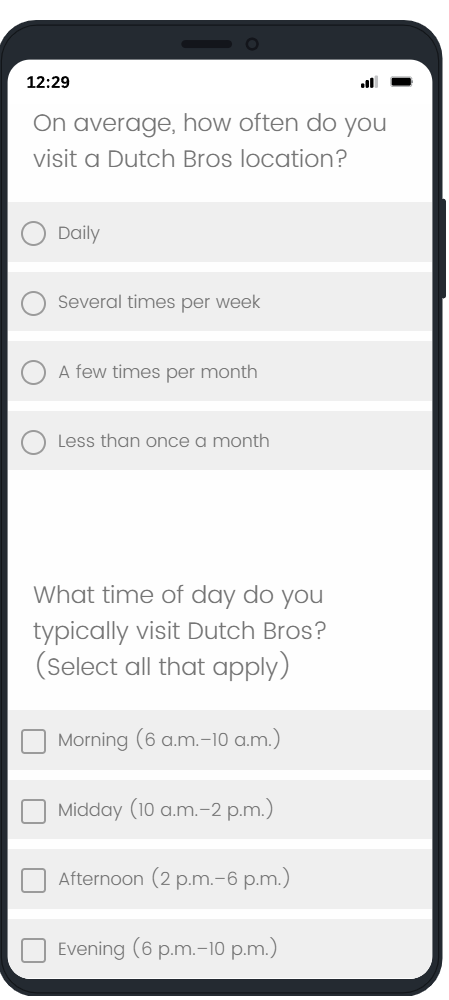 12:29
On average, how often do you
visit a Dutch Bros location?
Daily
Several times per week
A few times per month
Less than once a month
What time of day do you
typically visit Dutch Bros?
(Select all that apply)
Morning (6 a.m.–10 a.m.)
Midday (10 a.m.–2 p.m.)
Afternoon (2 p.m.–6 p.m.)
Evening (6 p.m.–10 p.m.)